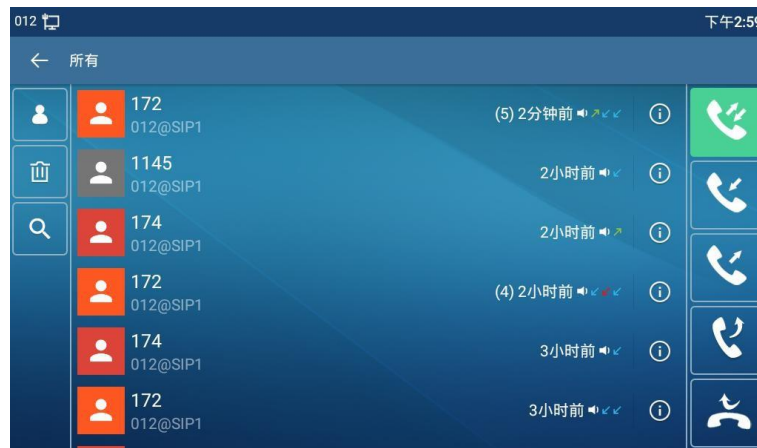 012 下午2:59
所有
172 (5) 2分钟前
012@SIP1
1145 2小时前
012@SIP1
174 2小时前
012@SIP1
172 (4) 2小时前
012@SIP1
174 3小时前
012@SIP1
172 3小时前
012@SIP1